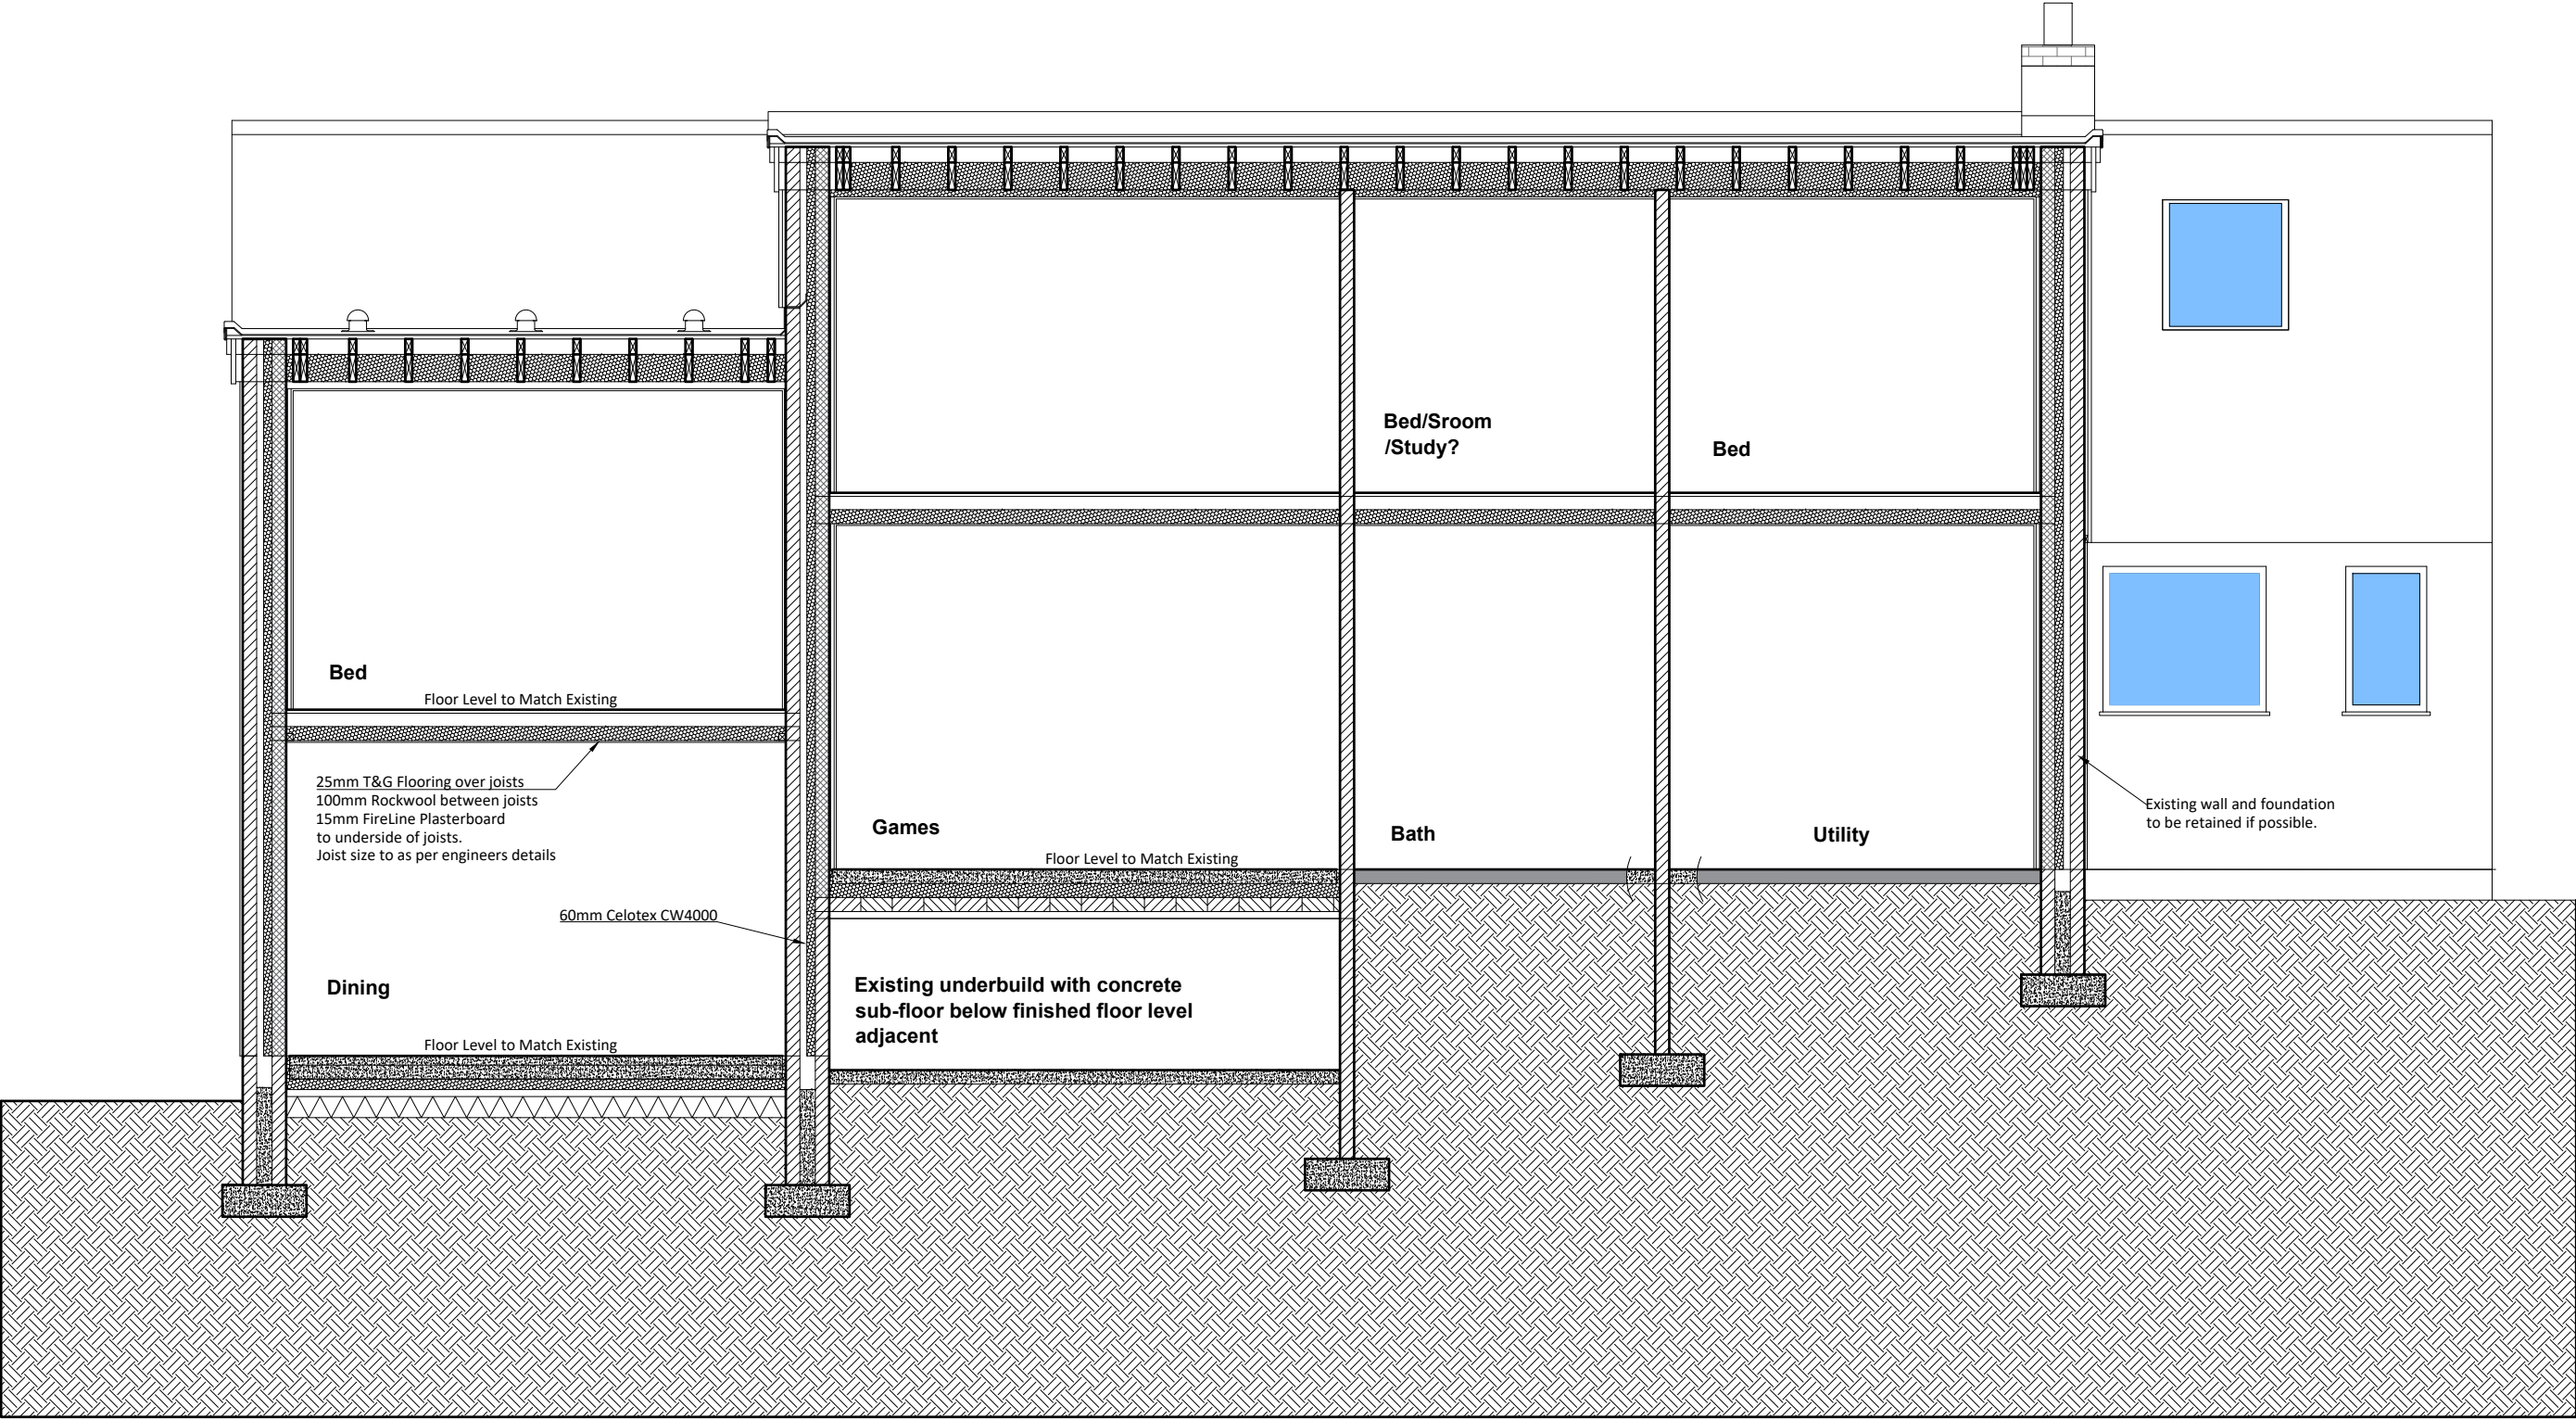 Bed/Sroom
/Study?
Bed
Bed
Floor Level to Match Existing
25mm T&G Flooring over joists
100mm Rockwool between joists
15mm FireLine Plasterboard
to underside of joists.
Joist size to as per engineers details
Existing wall and foundation
to be retained if possible.
Games
Bath
Utility
Floor Level to Match Existing
60mm Celotex CW4000
Dining
Existing underbuild with concrete
sub-floor below finished floor level
adjacent
Floor Level to Match Existing